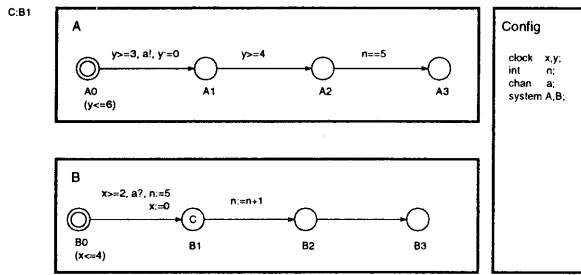 C:B1
A
y>=3, a!, y:=0
y>=4
n==5
A0
A1
A2
A3
(y<=6)
B
x>=2, a?, n:=5
x:=0
n:=n+1
C
B0
B1
B2
B3
(x<=4)
Config
clock x,y;
int n;
chan a;
system A,B;